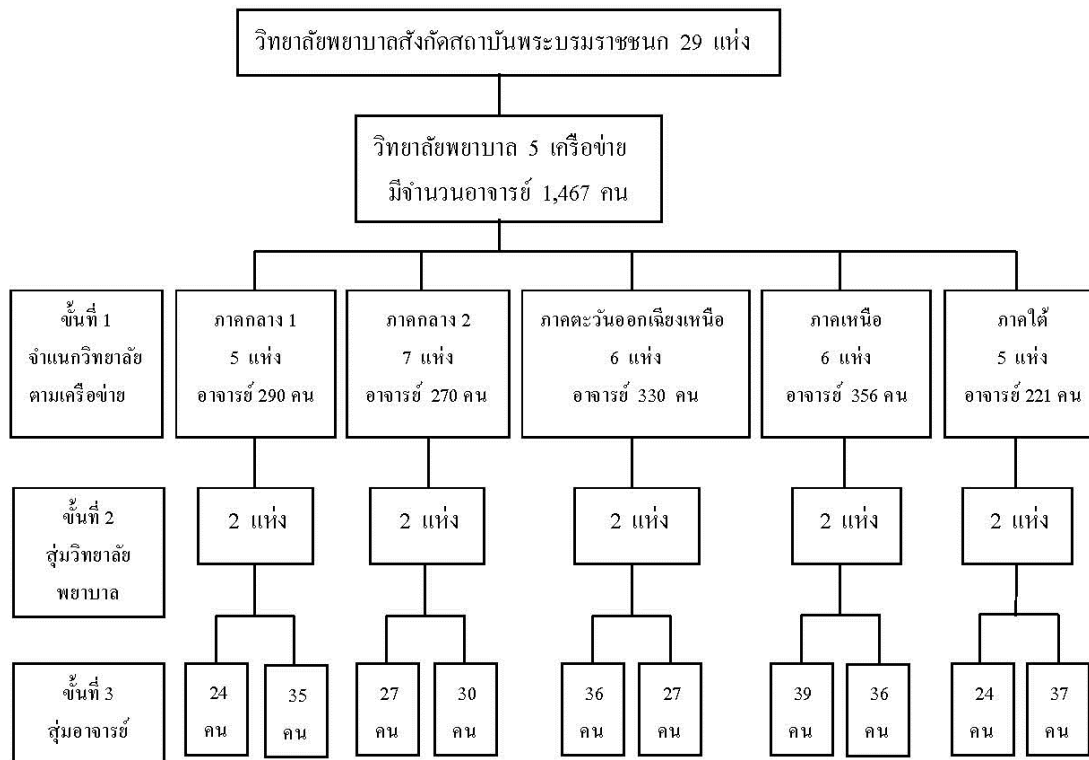 วิทยาลัยพยาบาลสังกัดสถาบันพระบรมราชชนก 29 แห่ง
วิทยาลัยพยาบาล 5 เครือข่าย
มีจำนวนอาจารย์ 1,467 คน
ขั้นที่ 1
จำแนกวิทยาลัย
ตามเครือข่าย
ภาคกลาง 1
5 แห่ง
อาจารย์ 290 คน
ภาคกลาง 2
7 แห่ง
อาจารย์ 270 คน
ภาคตะวันออกเฉียงเหนือ
6 แห่ง
อาจารย์ 330 คน
ภาคเหนือ
6 แห่ง
อาจารย์ 356 คน
ภาคใต้
5 แห่ง
อาจารย์ 221 คน
ขั้นที่ 2
สุ่มวิทยาลัย
พยาบาล
2 แห่ง
2 แห่ง
2 แห่ง
2 แห่ง
2 แห่ง
ขั้นที่ 3
สุ่มอาจารย์
24
คน
35
คน
27
คน
30
คน
36
คน
27
คน
39
คน
36
คน
24
คน
37
คน